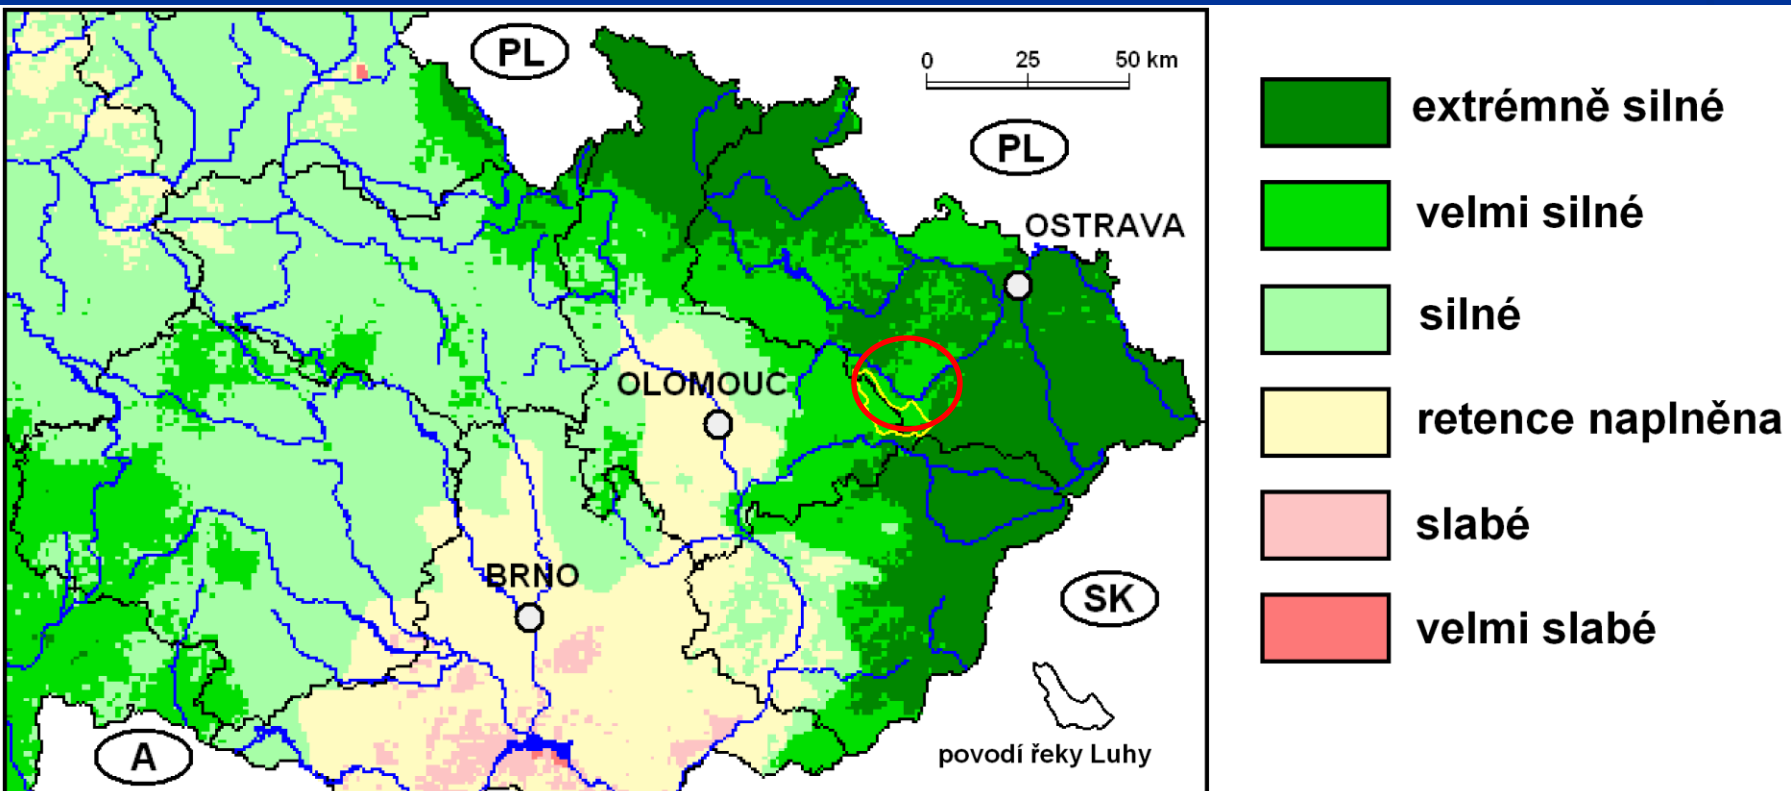 PL
0 25 50 km
PL
OSTRAVA
OLOMOUC
BRNO
SK
A
povodí řeky Luhy
extrémně silné
velmi silné
silné
retence naplněna
slabé
velmi slabé